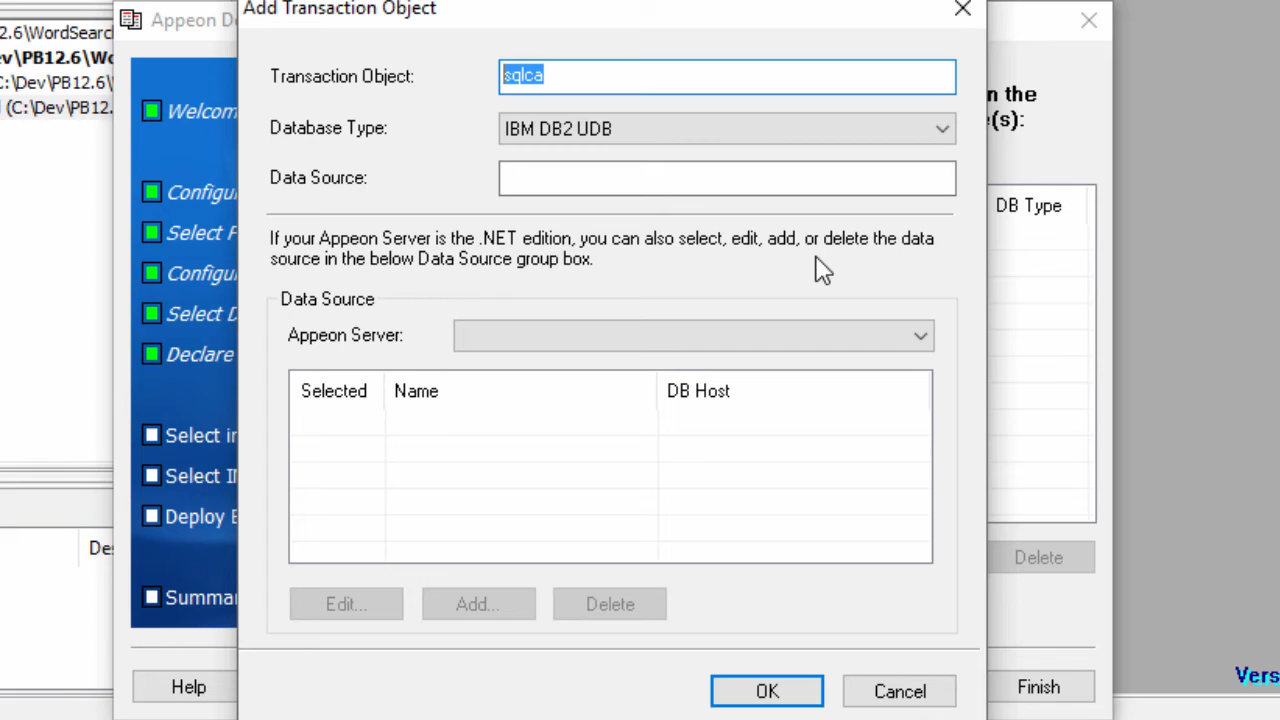 Add Transaction Object
2.6\WordSearc
Appeon De
ev\PB12.6\Wo
C:\Dev\PB12.6\
(C:\Dev\PB12.
Welcom
Configu
Select F
Configu
Select D
Declare
Select in
Select IN
Deploy E
Summar
Help
Des
Transaction Object:
sqlca
Database Type:
IBM DB2 UDB
Data Source:
If your Appeon Server is the .NET edition, you can also select, edit, add, or delete the data
source in the below Data Source group box.
Data Source
Appeon Server:
Selected
Name
DB Host
Edit...
Add...
Delete
OK
Cancel
n the
e(s):
DB Type
Delete
Finish
Vers